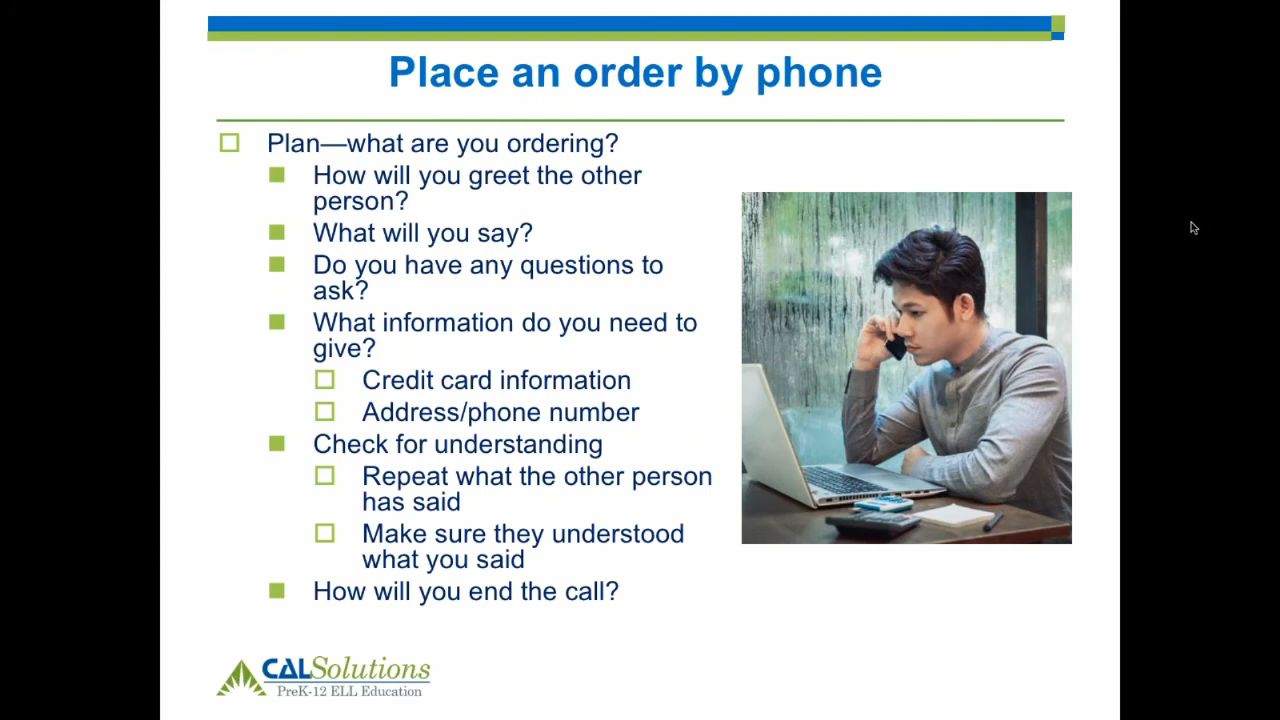 Place an order by phone
Plan—what are you ordering?
How will you greet the other
person?
What will you say?
Do you have any questions to
ask?
What information do you need to
give?
Credit card information
Address/phone number
Check for understanding
Repeat what the other person
has said
Make sure they understood
what you said
How will you end the call?
CALSolutions
PreK-12 ELL Education